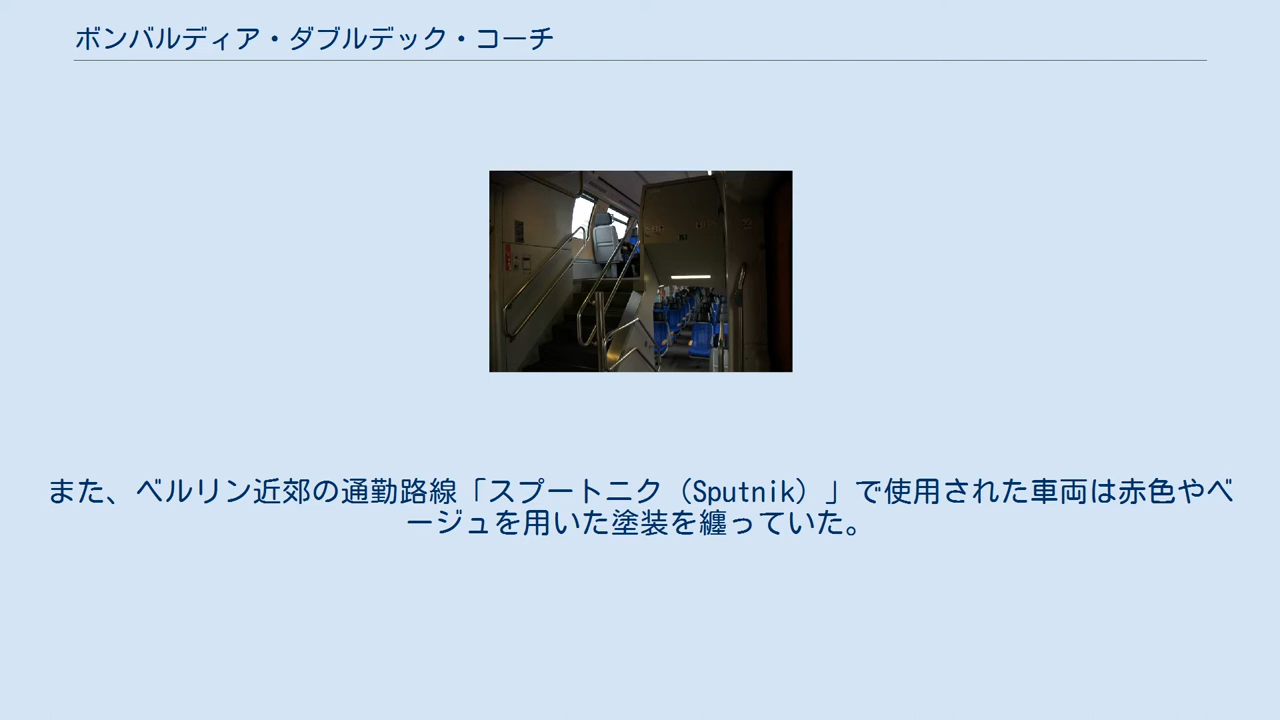 ボンバルディア・ダブルデック・コーチ
また、ベルリン近郊の通勤路線「スプートニク（Sputnik）」で使用された車両は赤色やベ
ージュを用いた塗装を纏っていた。